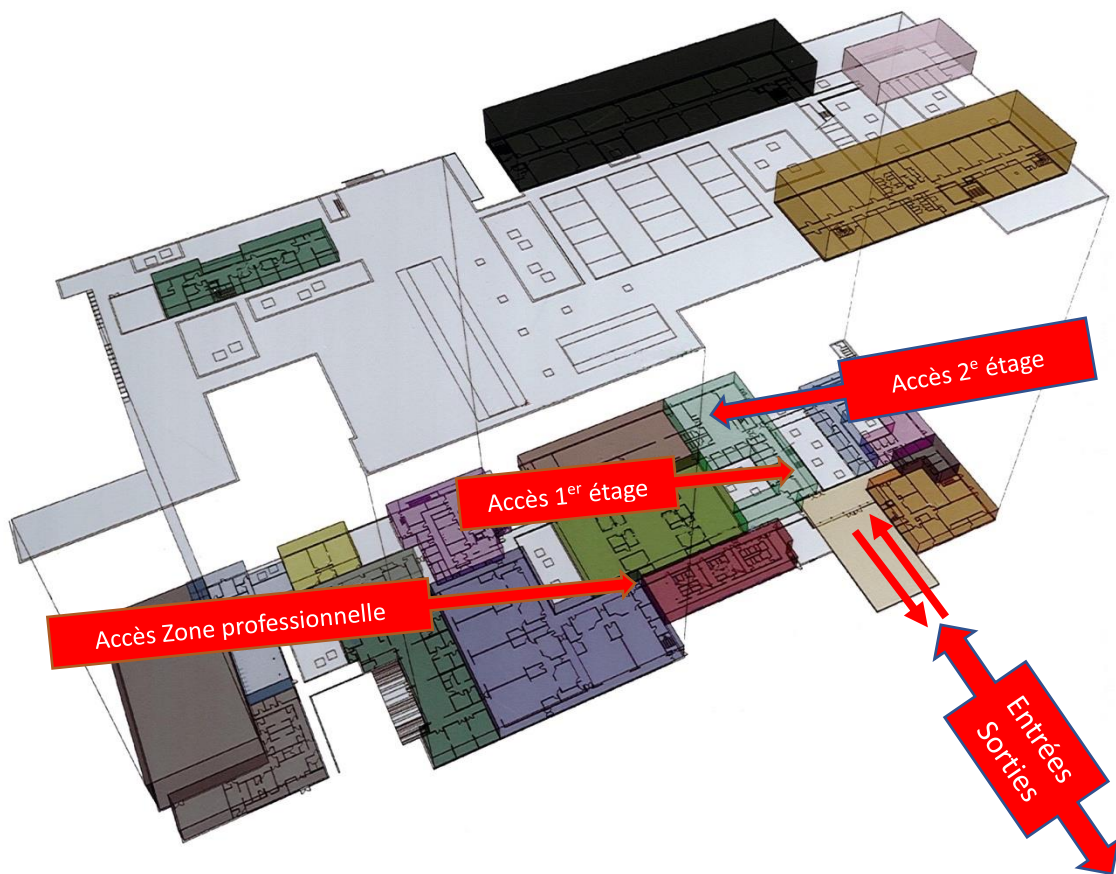 Accès 2e étage
Accès 1er étage
Accès Zone professionnelle
Entrées
Sorties